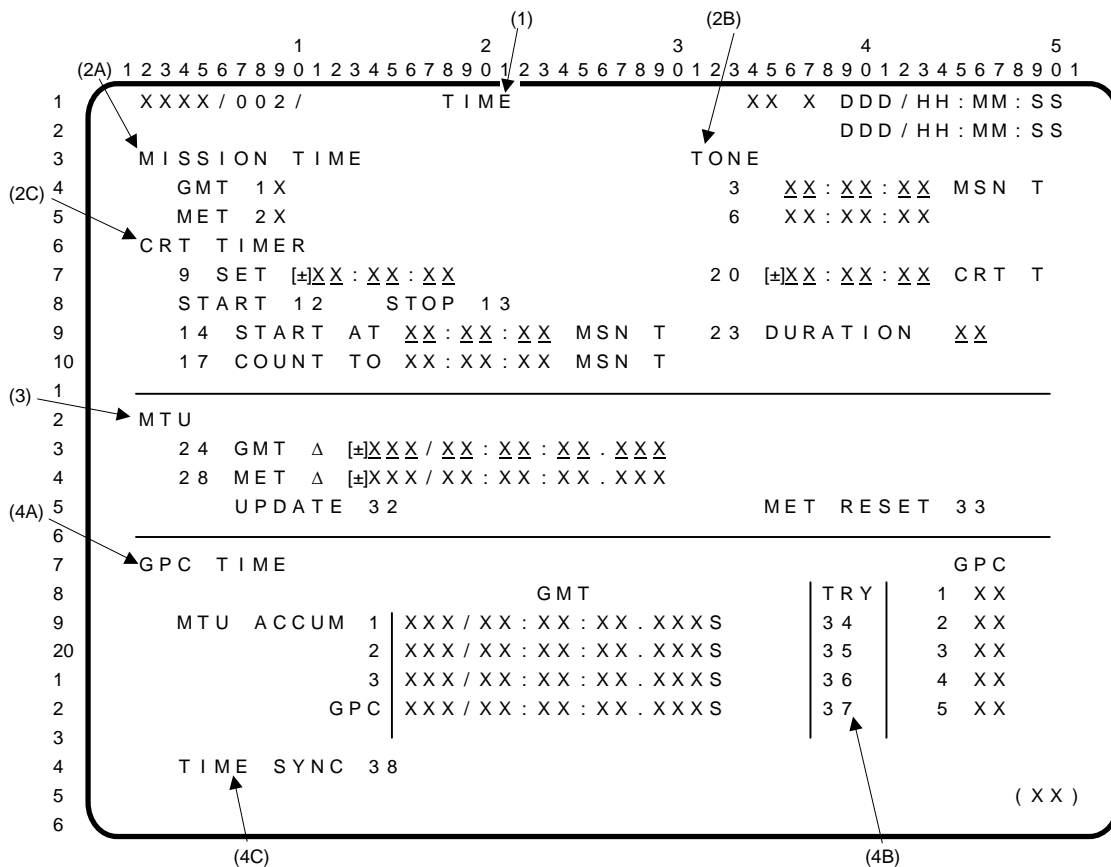 (1) (2B)
1 2 3 4 5
(2A) 1 2 3 4 5 6 7 8 9 0 1 2 3 4 5 6 7 8 9 0 1 2 3 4 5 6 7 8 9 0 1 2 3 4 5 6 7 8 9 0 1 2 3 4 5 6 7 8 9 0 1
1 XXXX/002/ TIME XX X DDD/HH:MM:SS
2 DDD/HH:MM:SS
3 MISSION TIME TONE
4 GMT 1X 3 XX:XX:XX MSN T
(2C)
5 MET 2X 6 XX:XX:XX
6 CRT TIMER
7 9 SET [±]XX:XX:XX 20 [±]XX:XX:XX CRT T
8 START 12 STOP 13
9 14 START AT XX:XX:XX MSN T 23 DURATION XX
10 17 COUNT TO XX:XX:XX MSN T
1
(3)
2 MTU
3 24 GMT Δ [±]XXX/XX:XX:XX.XXX
4 28 MET Δ [±]XXX/XX:XX:XX.XXX
(4A) 5 UPDATE 32 MET RESET 33
6
7 GPC TIME GPC
8 GMT TRY 1 XX
9 MTU ACCUM 1 XXX/XX:XX:XX.XXXS 34 2 XX
20 2 XXX/XX:XX:XX.XXXS 35 3 XX
1 3 XXX/XX:XX:XX.XXXS 36 4 XX
2 GPC XXX/XX:XX:XX.XXXS 37 5 XX
3
4 TIME SYNC 38
5 (XX)
6
(4C) (4B)